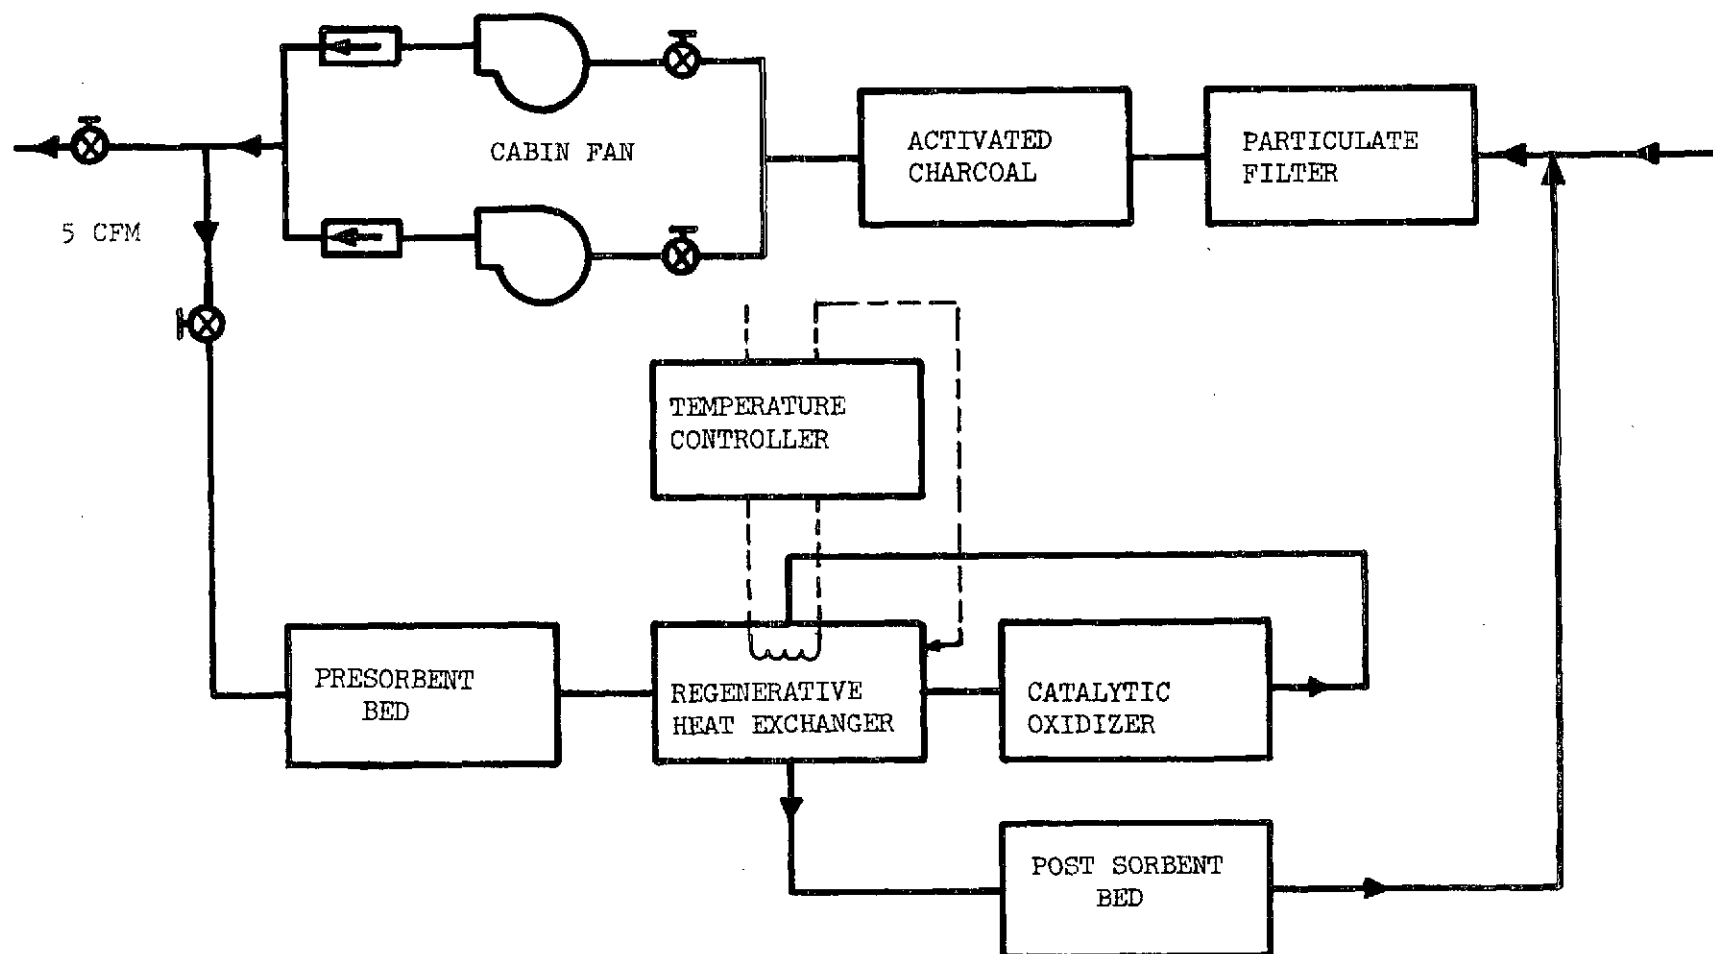 ACTIVATED
CHARCOAL
PARTICULATE
FILTER
CABIN FAN
5 CFM
TEMPERATURE
CONTROLLER
PRESORBENT
BED
REGENERATIVE
HEAT EXCHANGER
CATALYTIC
OXIDIZER
POST SORBENT
BED